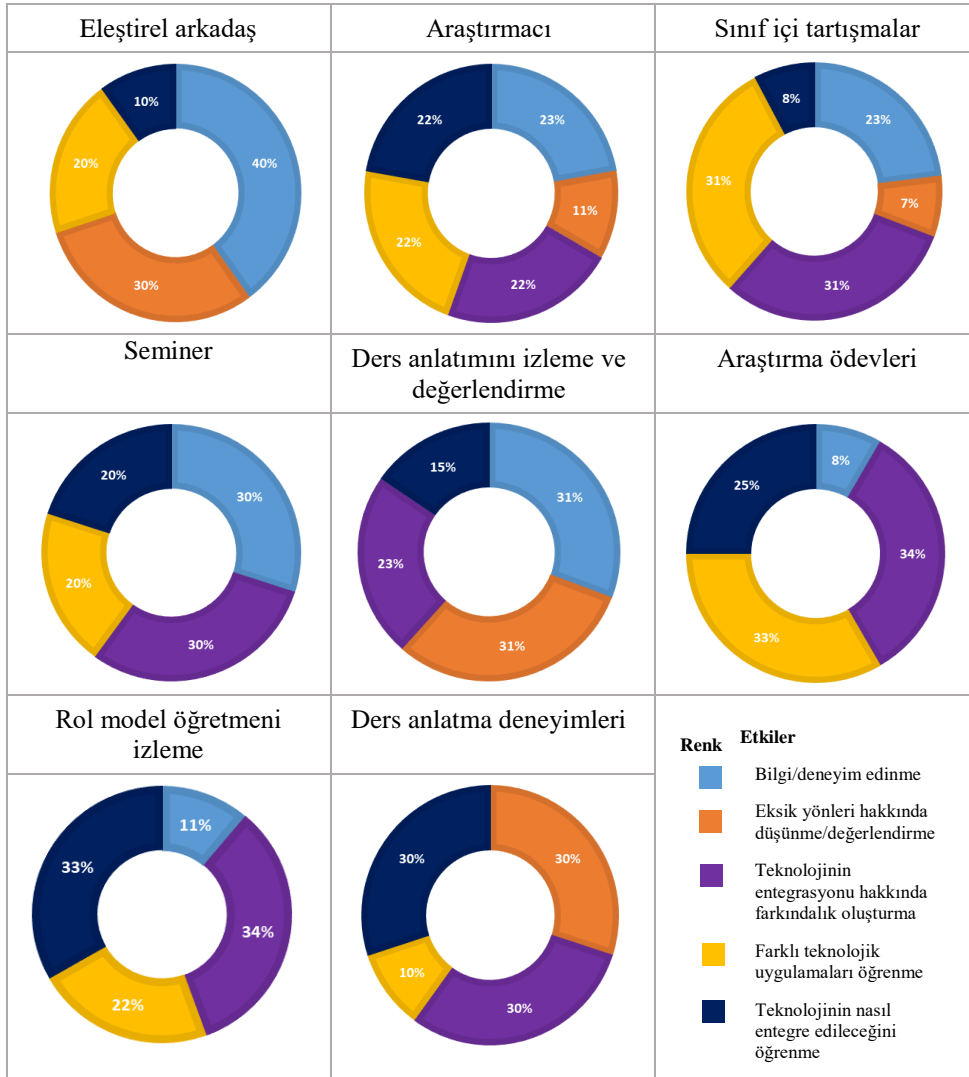 Eleştirel arkadaş
Araştırmacı
Sınıf içi tartışmalar
10%
40%
30%
20%
22%
23%
11%
22%
22%
8%
23%
7%
31%
31%
Seminer
Ders anlatımını izleme ve
değerlendirme
Araştırma ödevleri
20%
30%
30%
20%
15%
31%
31%
23%
25%
8%
34%
33%
Rol model öğretmeni
izleme
Ders anlatma deneyimleri
33%
11%
34%
22%
30%
30%
30%
10%
Renk Etkiler
Bilgi/deneyim edinme
Eksik yönleri hakkında
düşünme/değerlendirme
Teknolojinin
entegrasyonu hakkında
farkındalık oluşturma
Farklı teknolojik
uygulamaları öğrenme
Teknolojinin nasıl
entegre edileceğini
öğrenme